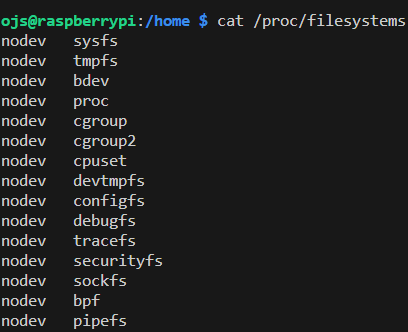 ojs@raspberrypi:/home $ cat /proc/filesystems
nodev   sysfs
nodev   tmpfs
nodev   bdev
nodev   proc
nodev   cgroup
nodev   cgroup2
nodev   cpuset
nodev   devtmpfs
nodev   configfs
nodev   debugfs
nodev   tracefs
nodev   securityfs
nodev   sockfs
nodev   bpf
nodev   pipefs